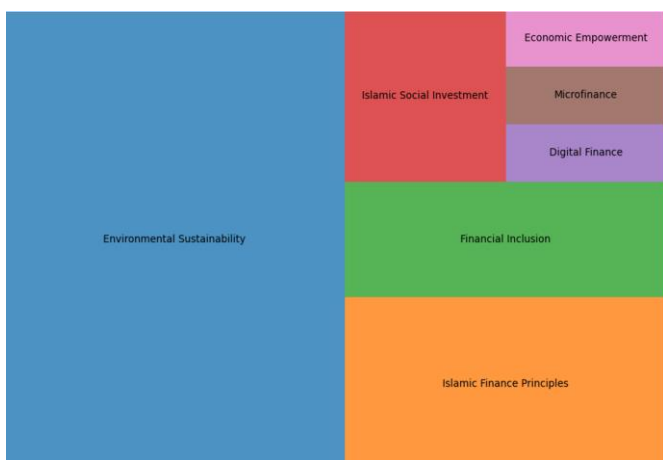 Economic Empowerment
Islamic Social Investment
Microfinance
Digital Finance
Environmental Sustainability
Financial Inclusion
Islamic Finance Principles